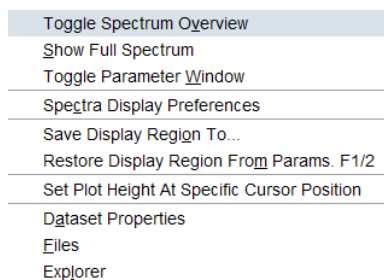 Toggle Spectrum Overview
Show Full Spectrum
Toggle Parameter Window
Spectra Display Preferences
Save Display Region To...
Restore Display Region From Params. F1/2
Set Plot Height At Specific Cursor Position
Dataset Properties
Files
Explorer